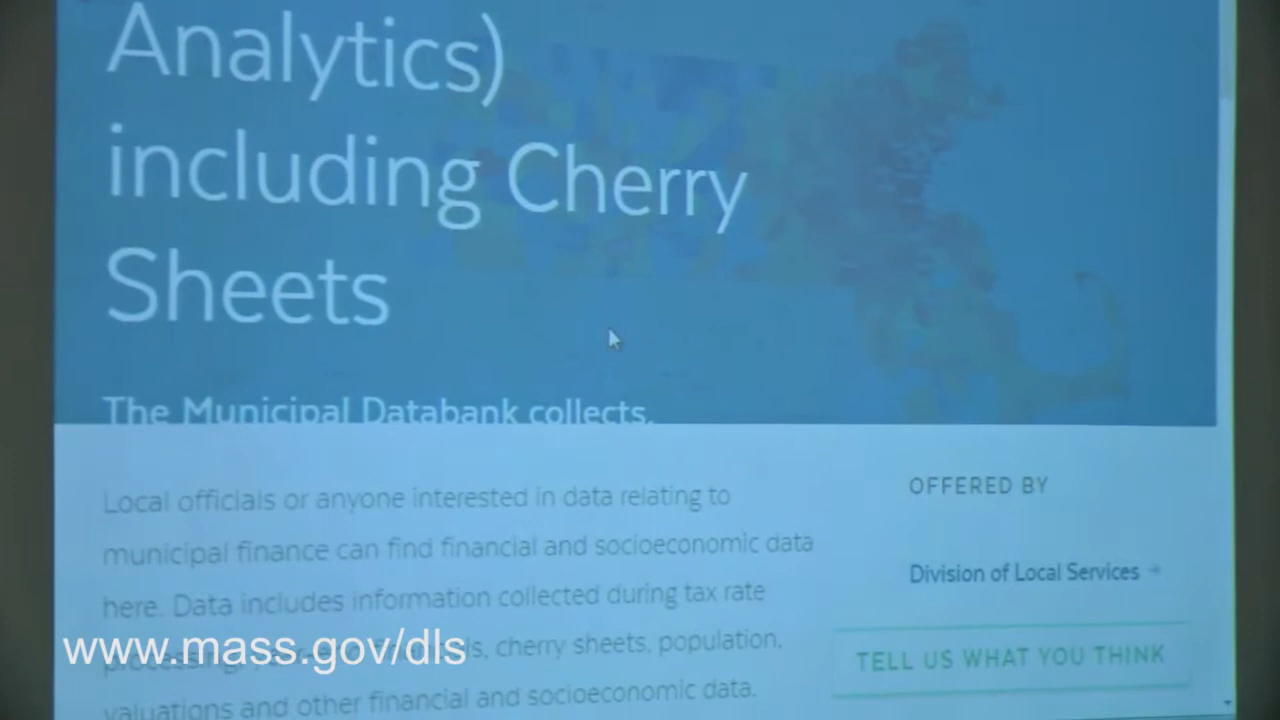 Analytics)
including Cherry
Sheets
The Municipal Databank collects,
Local officials or anyone interested in data relating to
municipal finance can find financial and socioeconomic data
here. Data includes information collected during tax rate
cherry sheets, population,
valuations and other financial and socioeconomic data.
OFFERED BY
Division of Local Services
TELL US WHAT YOU THINK
www.mass.gov/dls